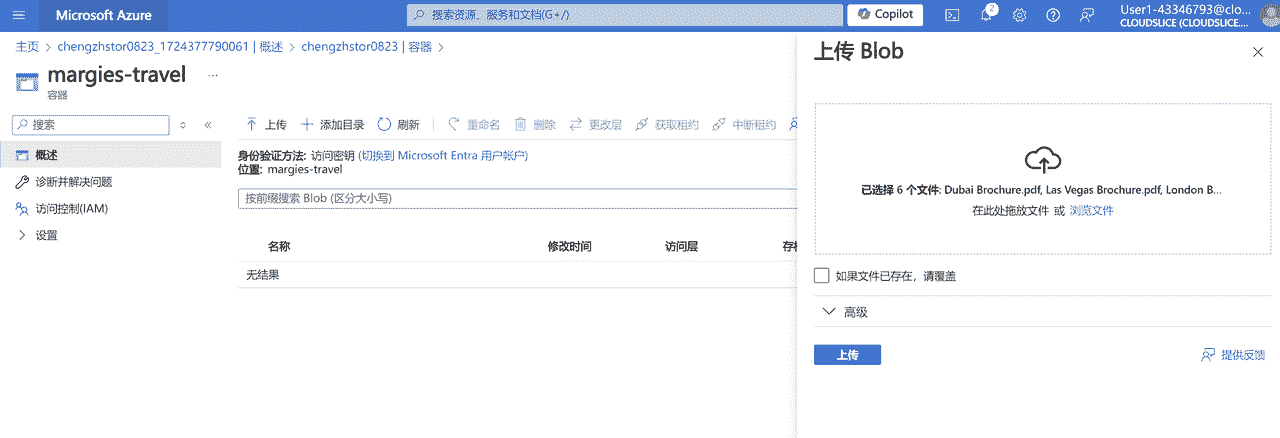 Microsoft Azure
搜索资源、服务和文档(G+/)
Copilot
2
User1-43346793@clo...
CLOUDSLICE (CLOUDSLICE....
主页 > chengzhstor0823_1724377790061 | 概述 > chengzhstor0823 | 容器 >
margies-travel
...
容器
搜索
概述
诊断并解决问题
访问控制(IAM)
设置
上传
添加目录
刷新
重命名
删除
更改层
获取租约
中断租约
身份验证方法: 访问密钥 (切换到 Microsoft Entra 用户帐户)
位置: margies-travel
按前缀搜索 Blob (区分大小写)
名称 修改时间 访问层
无结果
上传 Blob
已选择 6 个文件: Dubai Brochure.pdf, Las Vegas Brochure.pdf, London B...
在此处拖放文件 或 浏览文件
如果文件已存在，请覆盖
高级
上传
提供反馈